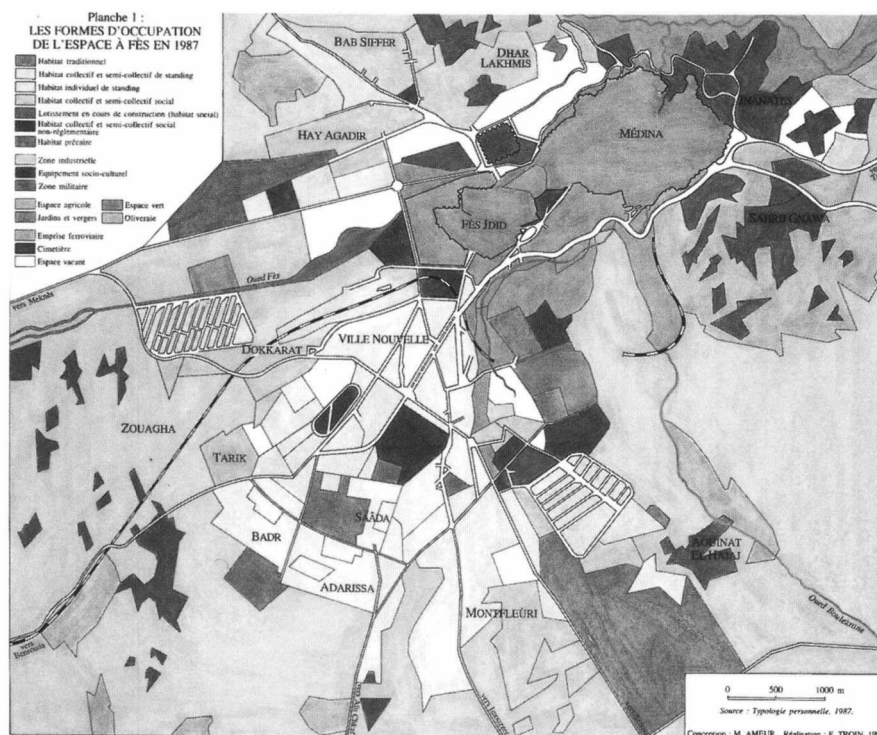 Planche 1 :
LES FORMES D'OCCUPATION
DE L'ESPACE À FÈS EN 1987
Habitat traditionnel
Habitat collectif et semi-collectif de standing
Habitat individuel de standing
Habitat collectif et semi-collectif social
Lotissement en cours de construction (habitat social)
Habitat collectif et semi-collectif social
non-réglementaire
Habitat précaire
Zone industrielle
Equipement socio-culturel
Zone militaire
Espace agricole
Espace vert
Jardins et vergers
Oliveraie
Emprise ferroviaire
Cimetière
Espace vacant
BAB SIFFER
DHAR
LAKHMIS
JNANATES
HAY AGADIR
MÉDINA
FÈS JDID
SAHRIJ GNAWA
Oued Fès
vers Meknès
DOKKARAT
VILLE NOUVELLE
ZOUAGHA
TARIK
SAÂDA
BADR
ADARISSA
MONTFLEURI
AOUINAT
EL HAJAJ
Oued Boufekrane
vers
0 500 1000 m
Source : Typologie personnelle, 1987.
Conception : M. AMEUR Réalisation : F. TROIN